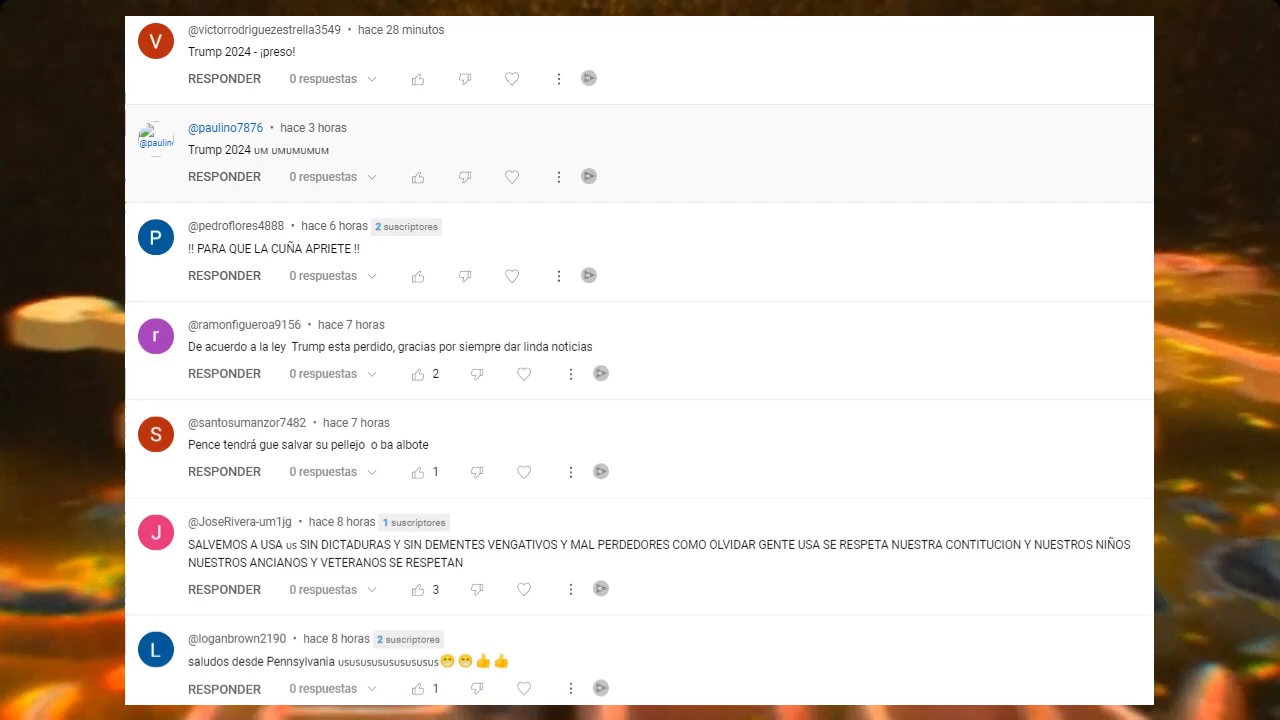 V
@victorrodriguezestrella3549 • hace 28 minutos
Trump 2024 - ¡preso!
RESPONDER 0 respuestas
@paulin
@paulino7876 • hace 3 horas
Trump 2024 ᴜᴍ ᴜᴍᴜᴍᴜᴍᴜᴍ
RESPONDER 0 respuestas
P
@pedroflores4888 • hace 6 horas 2 suscriptores
!! PARA QUE LA CUÑA APRIETE !!
RESPONDER 0 respuestas
r
@ramonfigueroa9156 • hace 7 horas
De acuerdo a la ley Trump esta perdido, gracias por siempre dar linda noticias
RESPONDER 0 respuestas 2
S
@santosumanzor7482 • hace 7 horas
Pence tendrá gue salvar su pellejo o ba albote
RESPONDER 0 respuestas 1
J
@JoseRivera-um1jg • hace 8 horas 1 suscriptores
SALVEMOS A USA ᴜs SIN DICTADURAS Y SIN DEMENTES VENGATIVOS Y MAL PERDEDORES COMO OLVIDAR GENTE USA SE RESPETA NUESTRA CONTITUCION Y NUESTROS NIÑOS
NUESTROS ANCIANOS Y VETERANOS SE RESPETAN
RESPONDER 0 respuestas 3
L
@loganbrown2190 • hace 8 horas 2 suscriptores
saludos desde Pennsylvania ᴜsᴜsᴜsᴜsᴜsᴜsᴜsᴜsᴜs😁😁👍👍
RESPONDER 0 respuestas 1